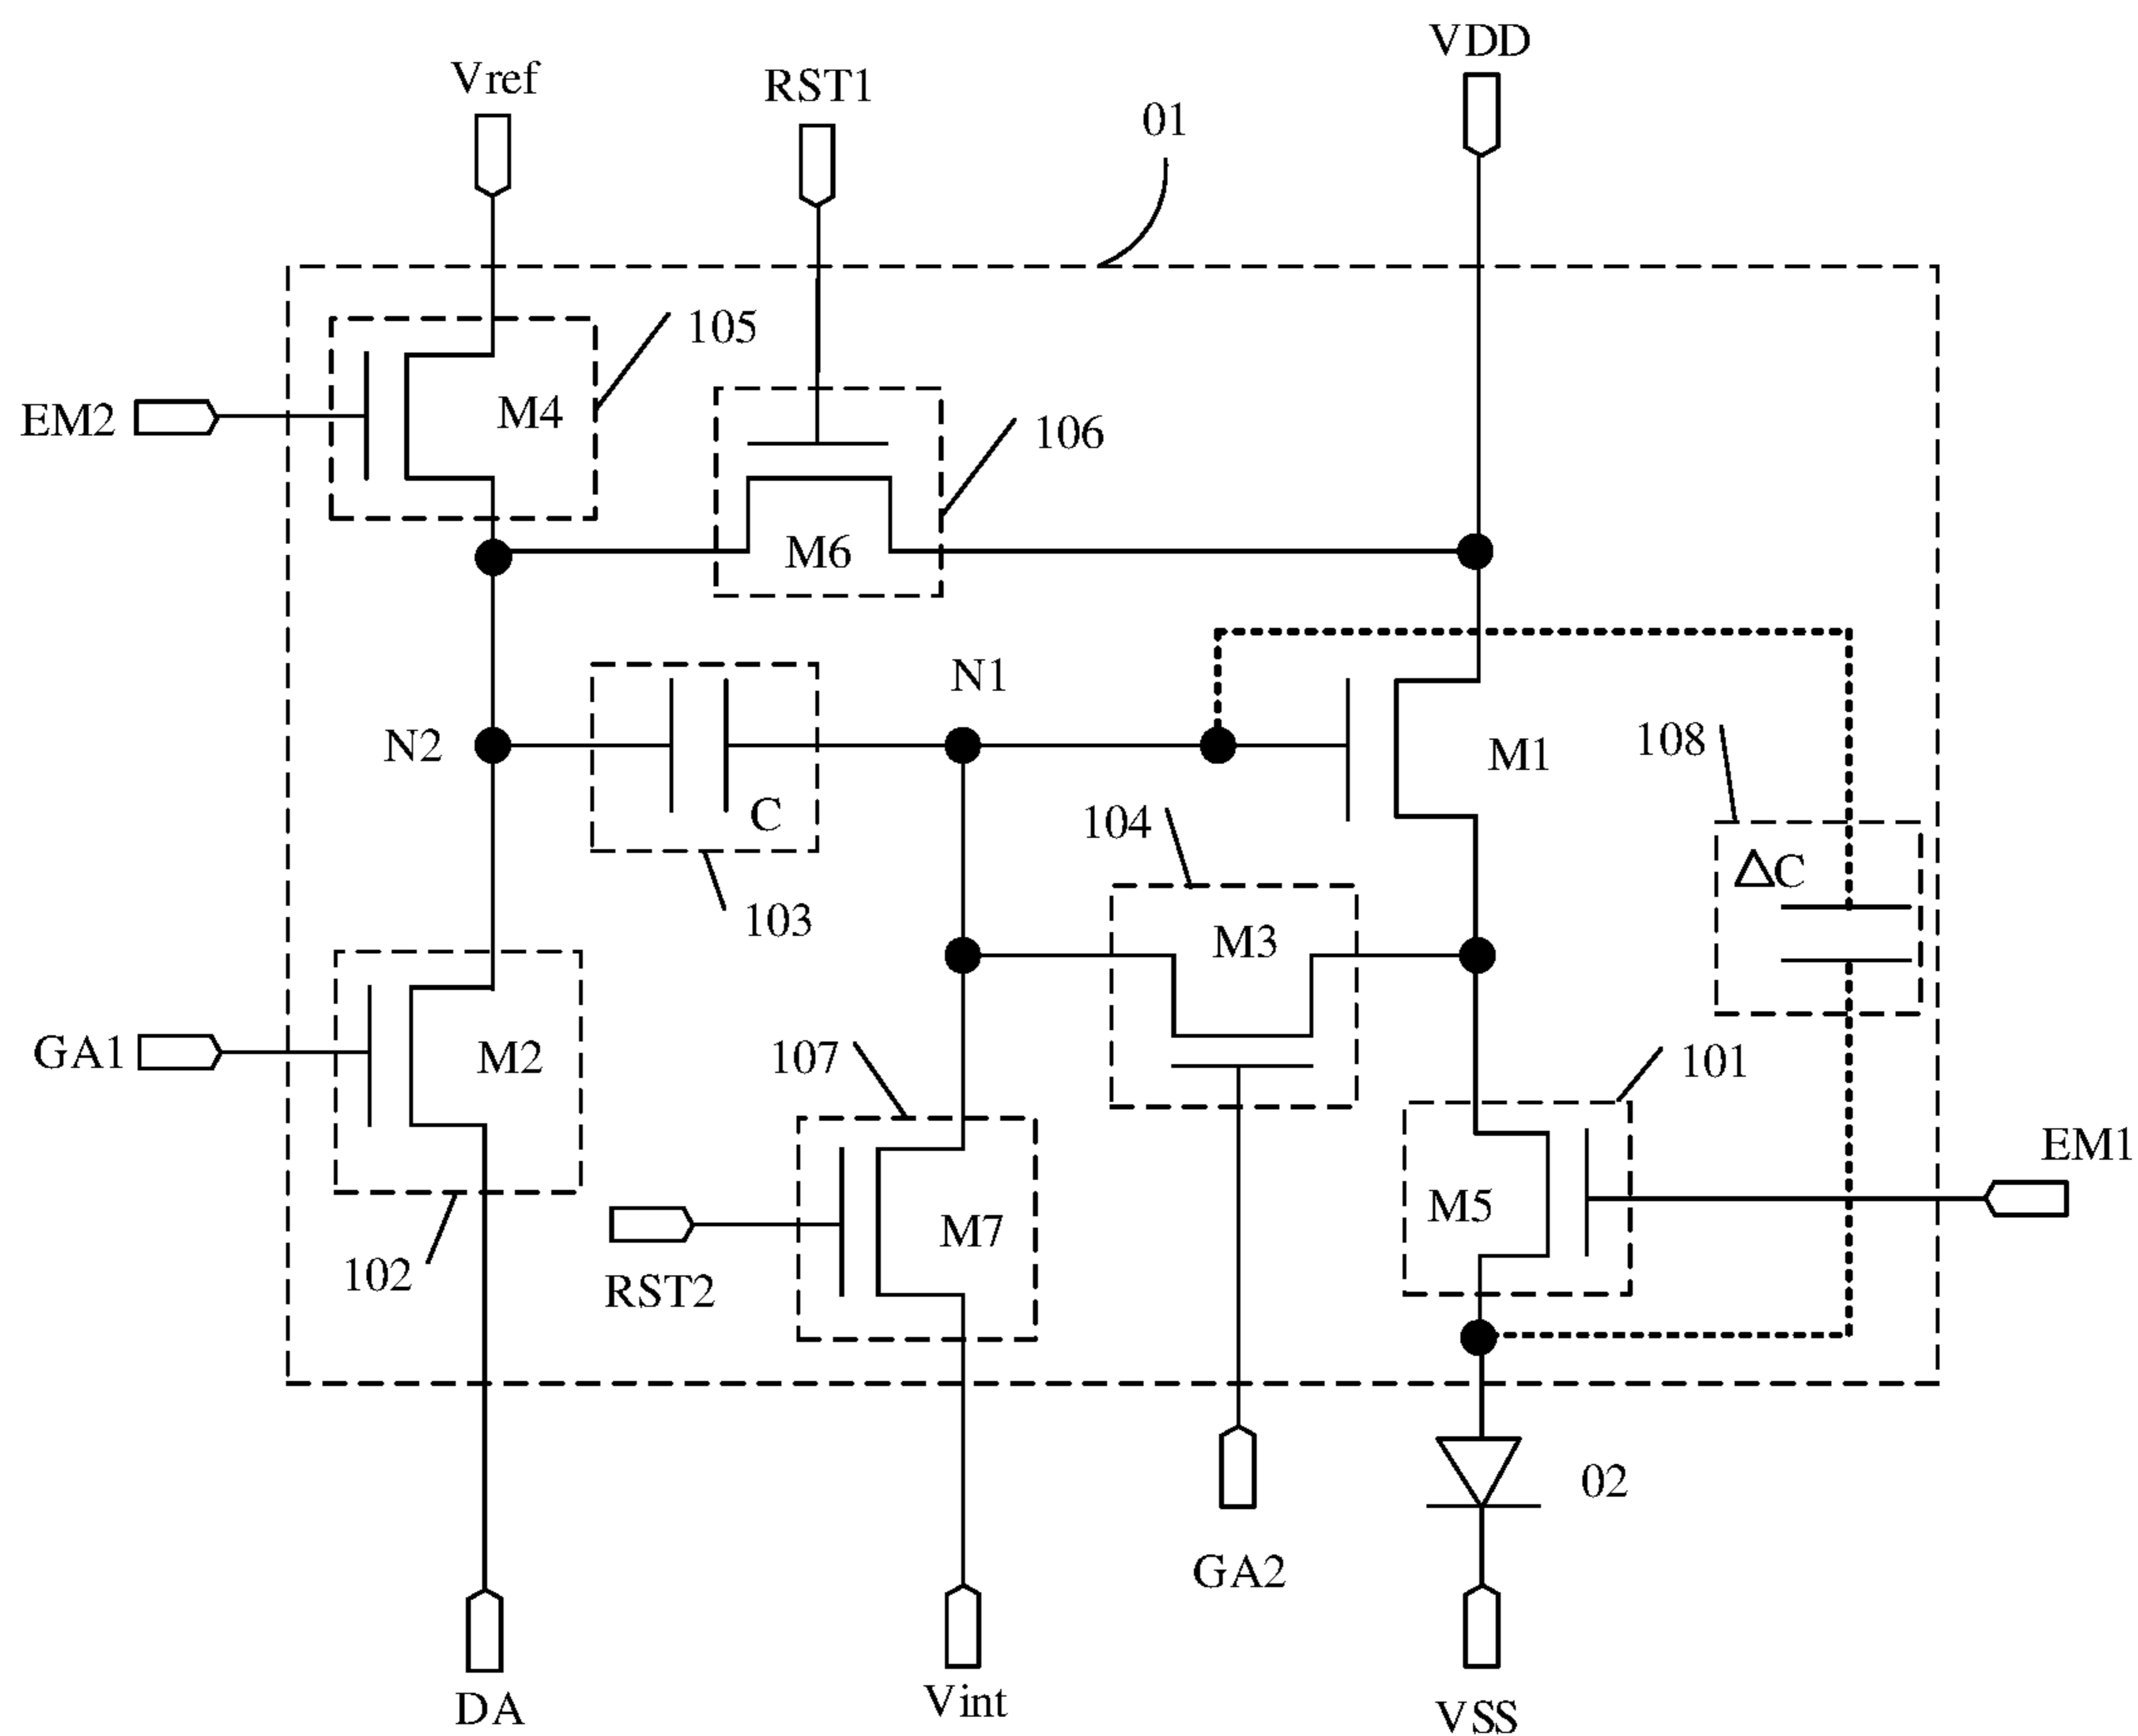 VDD
Vref
RST1
01
105
EM2
M4
106
M6
N1
N2
M1
108
C
104
ΔC
103
M3
GA1
M2
107
101
EM1
M5
M7
102
RST2
02
GA2
DA
Vint
VSS